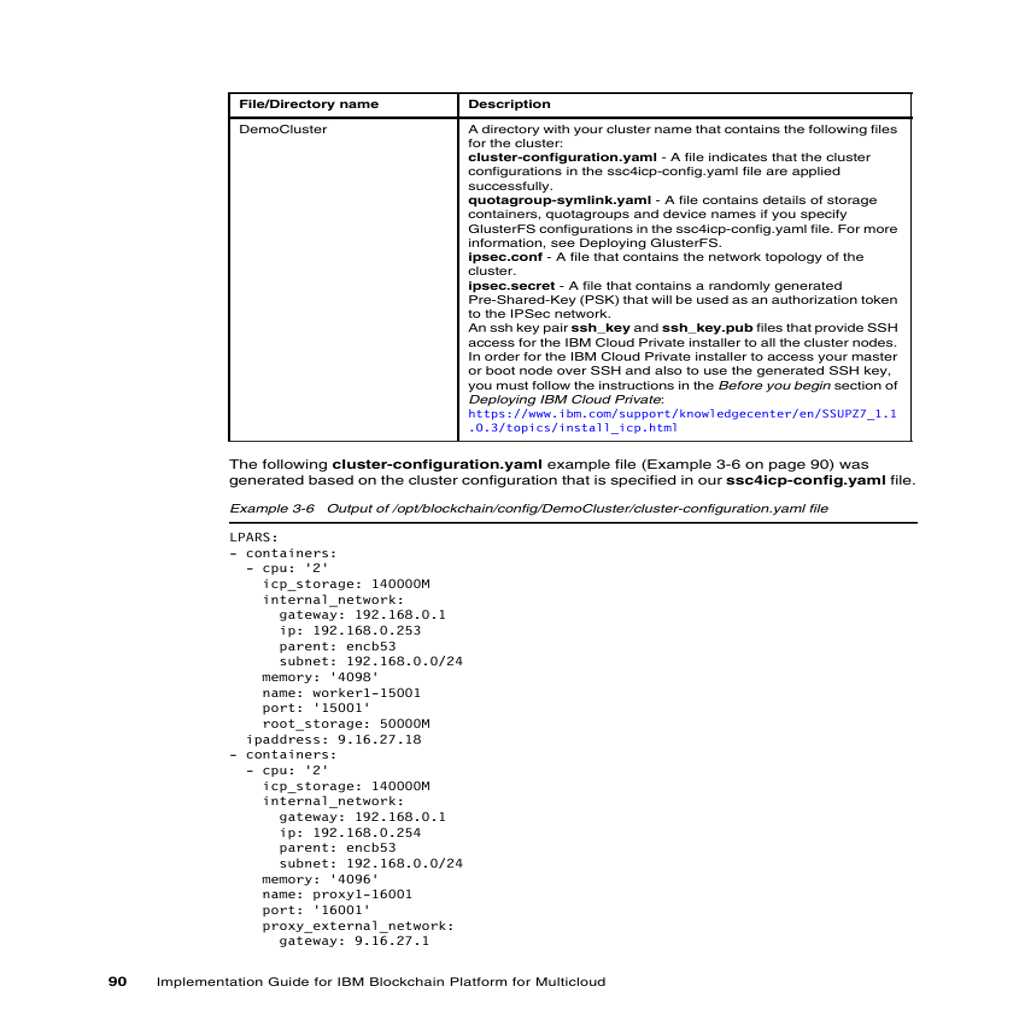 File/Directory name Description
DemoCluster A directory with your cluster name that contains the following files
for the cluster:
cluster-configuration.yaml - A file indicates that the cluster
configurations in the ssc4icp-config.yaml file are applied
successfully.
quotagroup-symlink.yaml - A file contains details of storage
containers, quotagroups and device names if you specify
GlusterFS configurations in the ssc4icp-config.yaml file. For more
information, see Deploying GlusterFS.
ipsec.conf - A file that contains the network topology of the
cluster.
ipsec.secret - A file that contains a randomly generated
Pre-Shared-Key (PSK) that will be used as an authorization token
to the IPSec network.
An ssh key pair ssh_key and ssh_key.pub files that provide SSH
access for the IBM Cloud Private installer to all the cluster nodes.
In order for the IBM Cloud Private installer to access your master
or boot node over SSH and also to use the generated SSH key,
you must follow the instructions in the Before you begin section of
Deploying IBM Cloud Private:
https://www.ibm.com/support/knowledgecenter/en/SSUPZ7_1.1
.0.3/topics/install_icp.html
The following cluster-configuration.yaml example file (Example 3-6 on page 90) was
generated based on the cluster configuration that is specified in our ssc4icp-config.yaml file.
Example 3-6 Output of /opt/blockchain/config/DemoCluster/cluster-configuration.yaml file
LPARS:
- containers:
  - cpu: '2'
    icp_storage: 140000M
    internal_network:
      gateway: 192.168.0.1
      ip: 192.168.0.253
      parent: encb53
      subnet: 192.168.0.0/24
    memory: '4098'
    name: worker1-15001
    port: '15001'
    root_storage: 50000M
  ipaddress: 9.16.27.18
- containers:
  - cpu: '2'
    icp_storage: 140000M
    internal_network:
      gateway: 192.168.0.1
      ip: 192.168.0.254
      parent: encb53
      subnet: 192.168.0.0/24
    memory: '4096'
    name: proxy1-16001
    port: '16001'
    proxy_external_network:
      gateway: 9.16.27.1
90 Implementation Guide for IBM Blockchain Platform for Multicloud